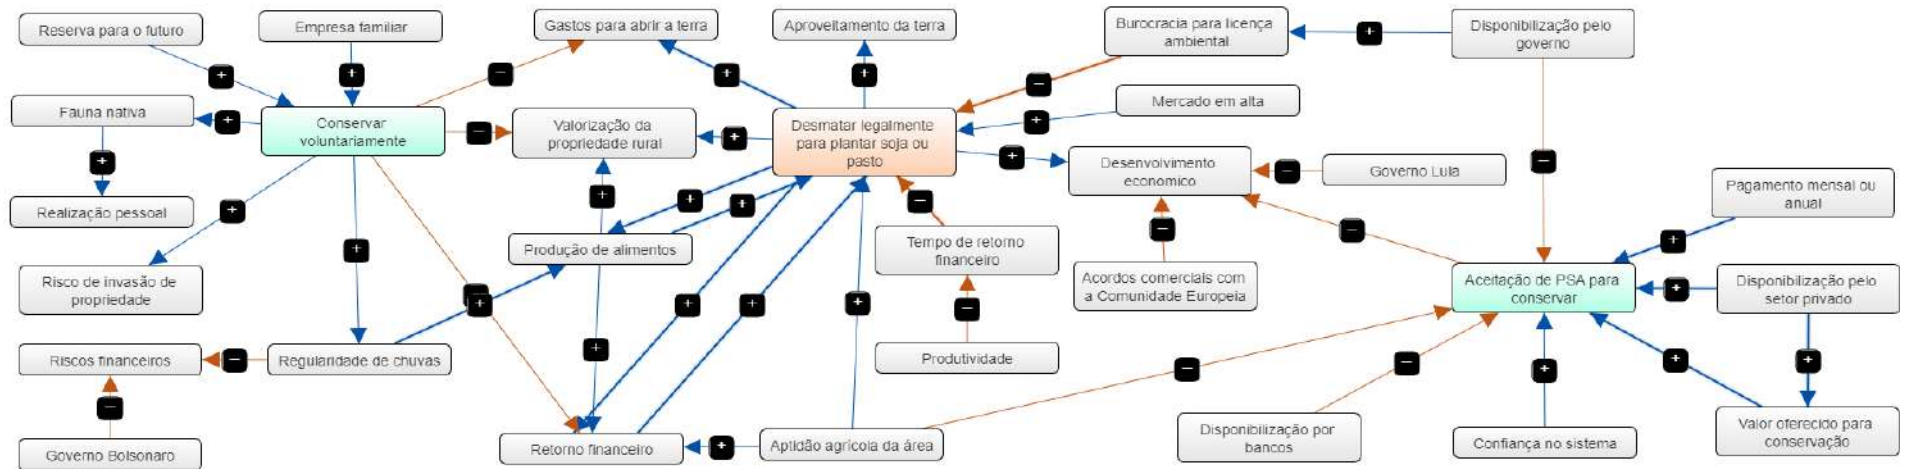 Reserva para o futuro
Empresa familiar
Gastos para abrir a terra
Aproveitamento da terra
Burocracia para licença
ambiental
Disponibilização pelo
governo
Fauna nativa
Conservar
voluntariamente
Valorização da
propriedade rural
Desmatar legalmente
para plantar soja ou
pasto
Mercado em alta
Desenvolvimento
economico
Governo Lula
Pagamento mensal ou
anual
Realização pessoal
Produção de alimentos
Tempo de retorno
financeiro
Risco de invasão de
propriedade
Acordos comerciais com
a Comunidade Europeia
Aceitação de PSA para
conservar
Disponibilização pelo
setor privado
Riscos financeiros
Regularidade de chuvas
Produtividade
Governo Bolsonaro
Retorno financeiro
Aptidão agrícola da área
Disponibilização por
bancos
Confiança no sistema
Valor oferecido para
conservação